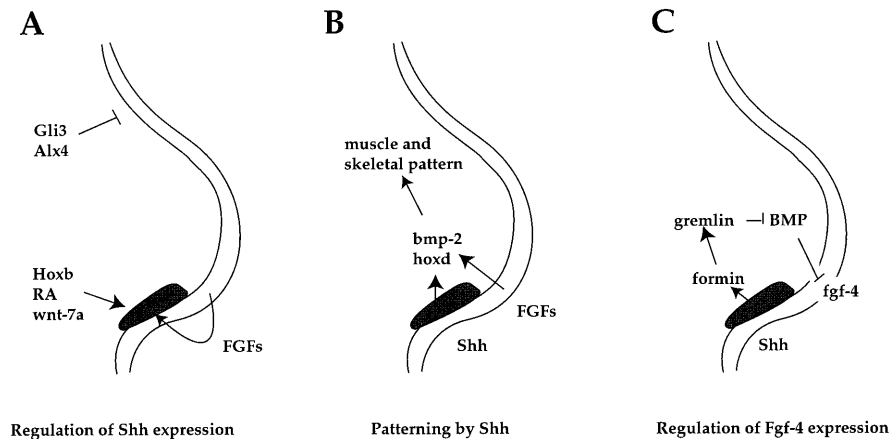 A
Gli3
Alx4
Hoxb
RA
wnt-7a
FGFs
Regulation of Shh expression
B
muscle and
skeletal pattern
bmp-2
hoxd
FGFs
Shh
Patterning by Shh
C
gremlin
BMP
formin
fgf-4
Shh
Regulation of Fgf-4 expression